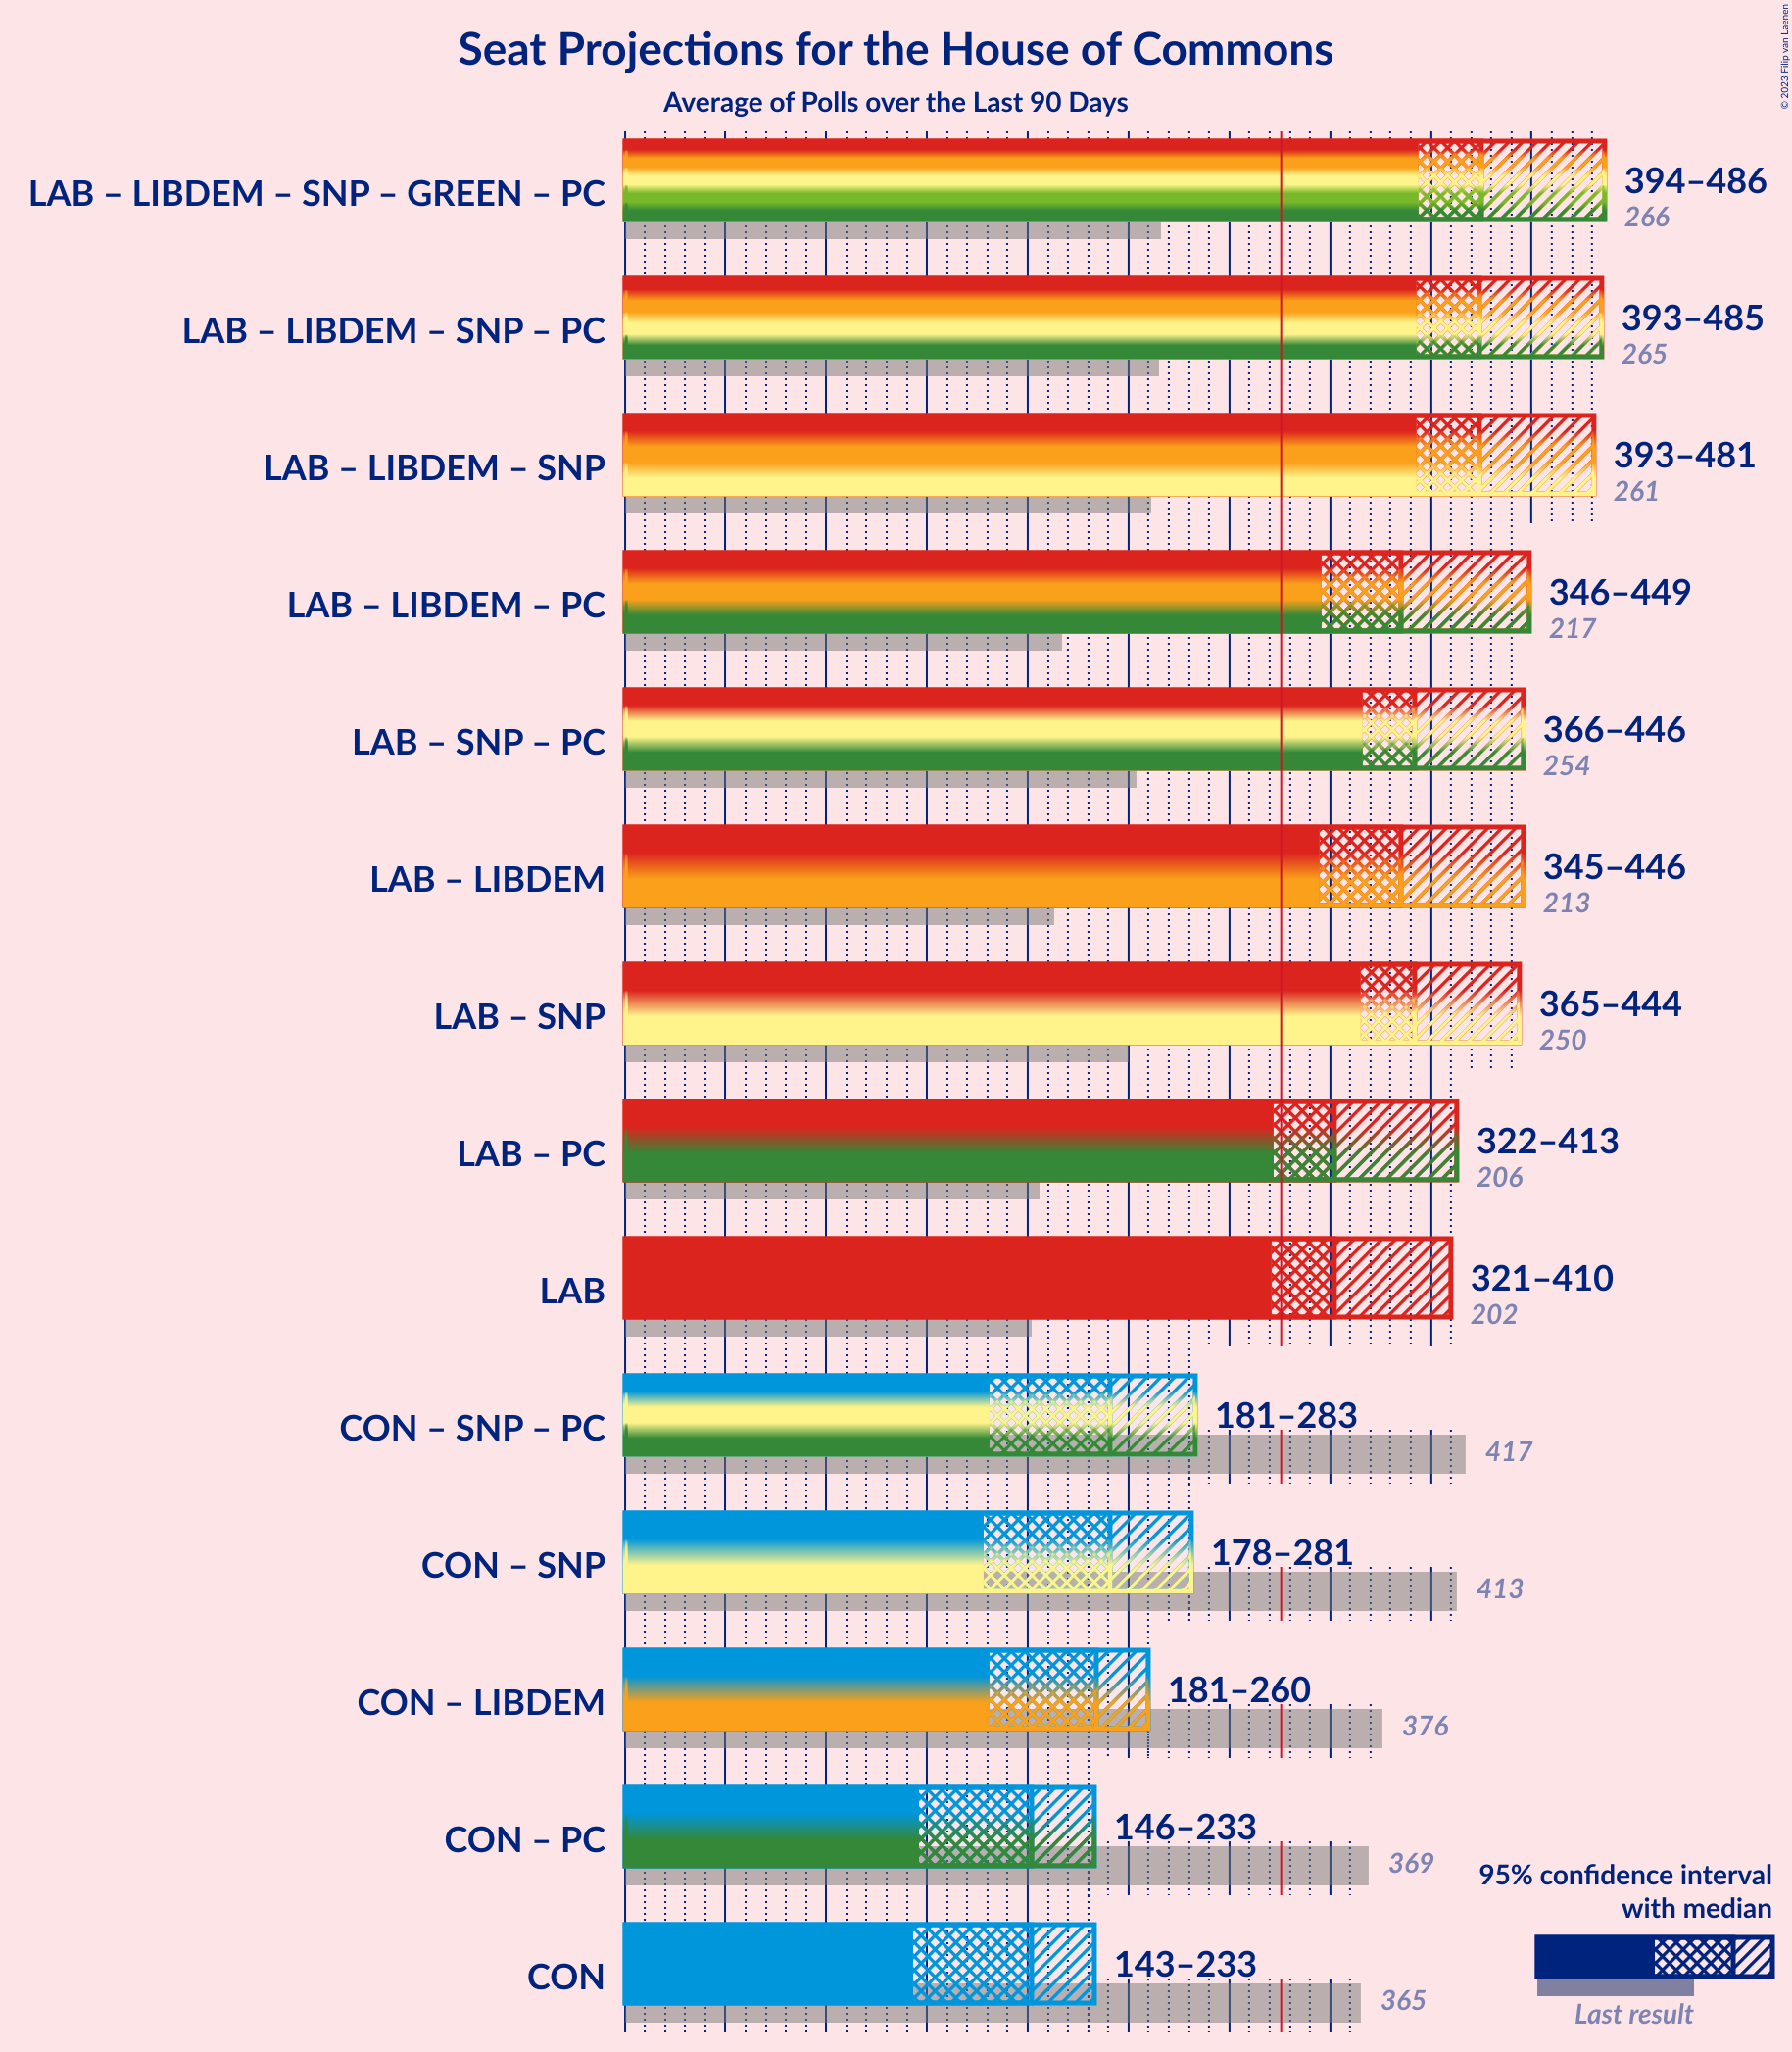 Seat Projections for the House of Commons
Average of Polls over the Last 90 Days
© 2023 Filip van Laenen
LAB – LIBDEM – SNP – GREEN – PC
394–486
266
LAB – LIBDEM – SNP – PC
393–485
265
LAB – LIBDEM – SNP
393–481
261
LAB – LIBDEM – PC
346–449
217
LAB – SNP – PC
366–446
254
LAB – LIBDEM
345–446
213
LAB – SNP
365–444
250
LAB – PC
322–413
206
LAB
321–410
202
CON – SNP – PC
181–283
417
CON – SNP
178–281
413
CON – LIBDEM
181–260
376
CON – PC
146–233
369
CON
143–233
365
95% confidence interval
with median
Last result